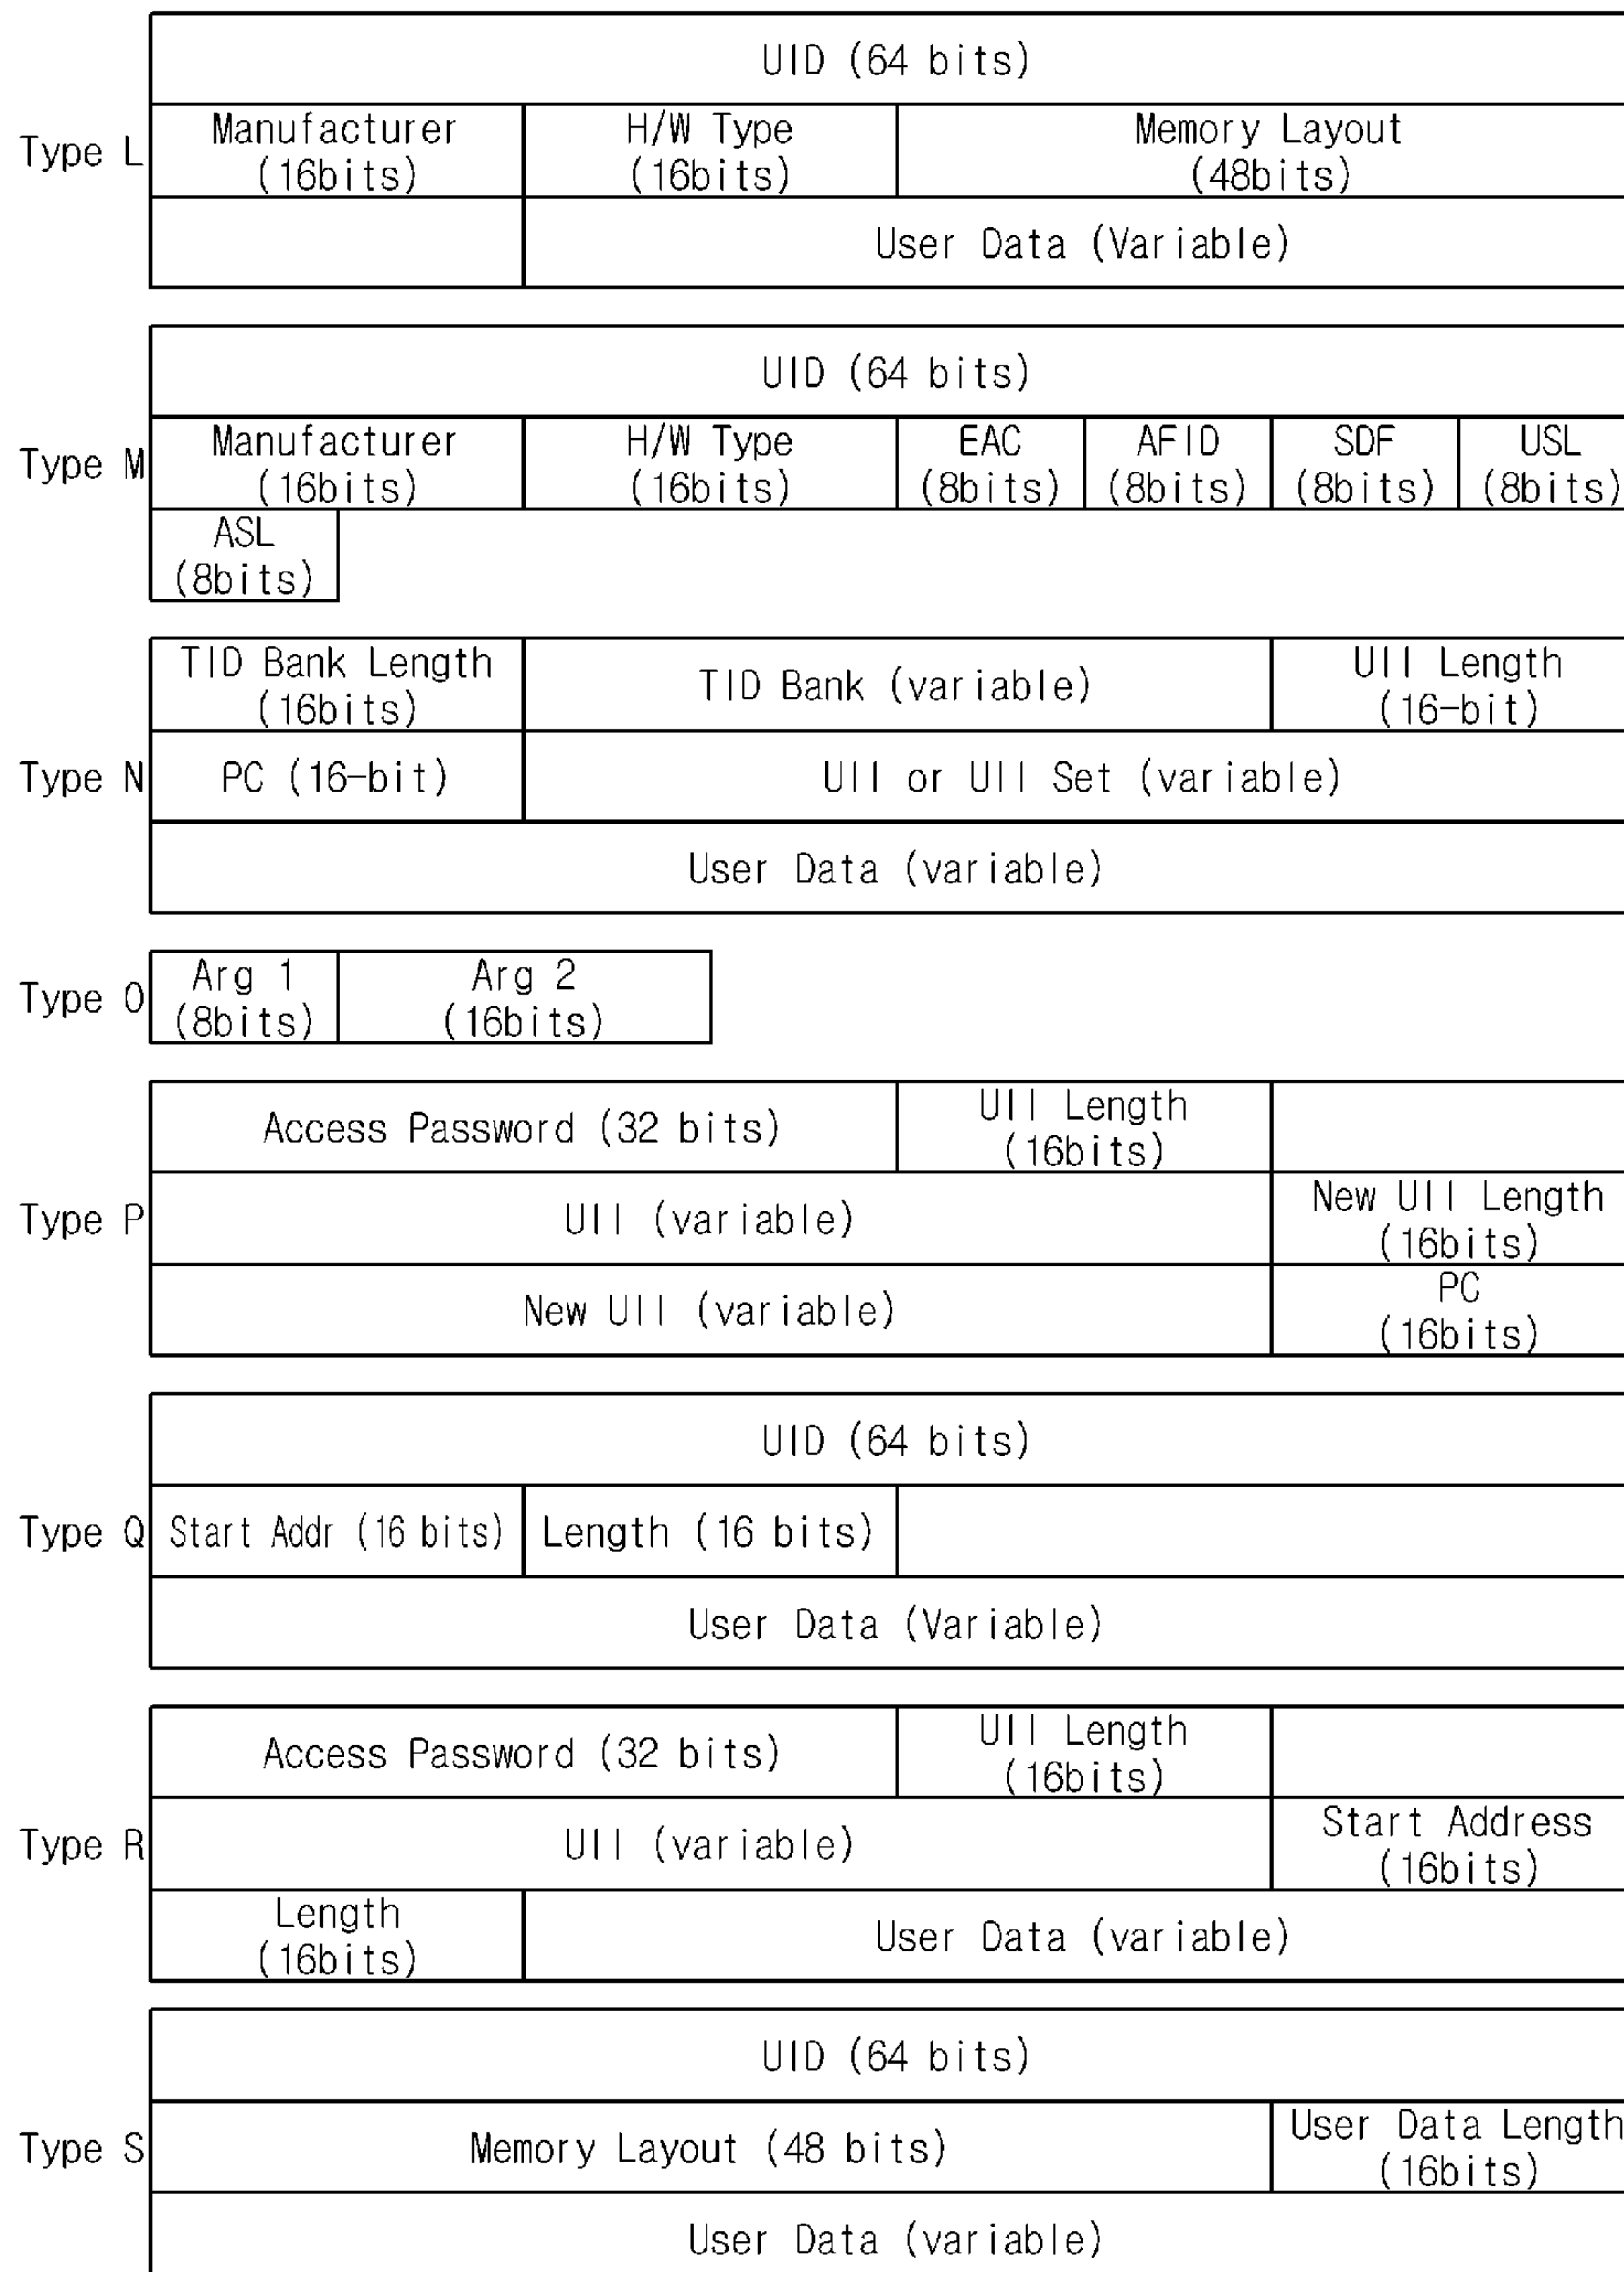 UID (64 bits)
Type L
Manufacturer
(16bits)
H/W Type
(16bits)
Memory Layout
(48bits)
User Data (Variable)
UID (64 bits)
Type M
Manufacturer
(16bits)
H/W Type
(16bits)
EAC
(8bits)
AFID
(8bits)
SDF
(8bits)
USL
(8bits)
ASL
(8bits)
TID Bank Length
(16bits)
TID Bank (variable)
UII Length
(16-bit)
Type N
PC (16-bit)
UII or UII Set (variable)
User Data (variable)
Type O
Arg 1
(8bits)
Arg 2
(16bits)
Access Password (32 bits)
UII Length
(16bits)
Type P
UII (variable)
New UII Length
(16bits)
New UII (variable)
PC
(16bits)
UID (64 bits)
Type Q
Start Addr (16 bits)
Length (16 bits)
User Data (Variable)
Access Password (32 bits)
UII Length
(16bits)
Type R
UII (variable)
Start Address
(16bits)
Length
(16bits)
User Data (variable)
UID (64 bits)
Type S
Memory Layout (48 bits)
User Data Length
(16bits)
User Data (variable)